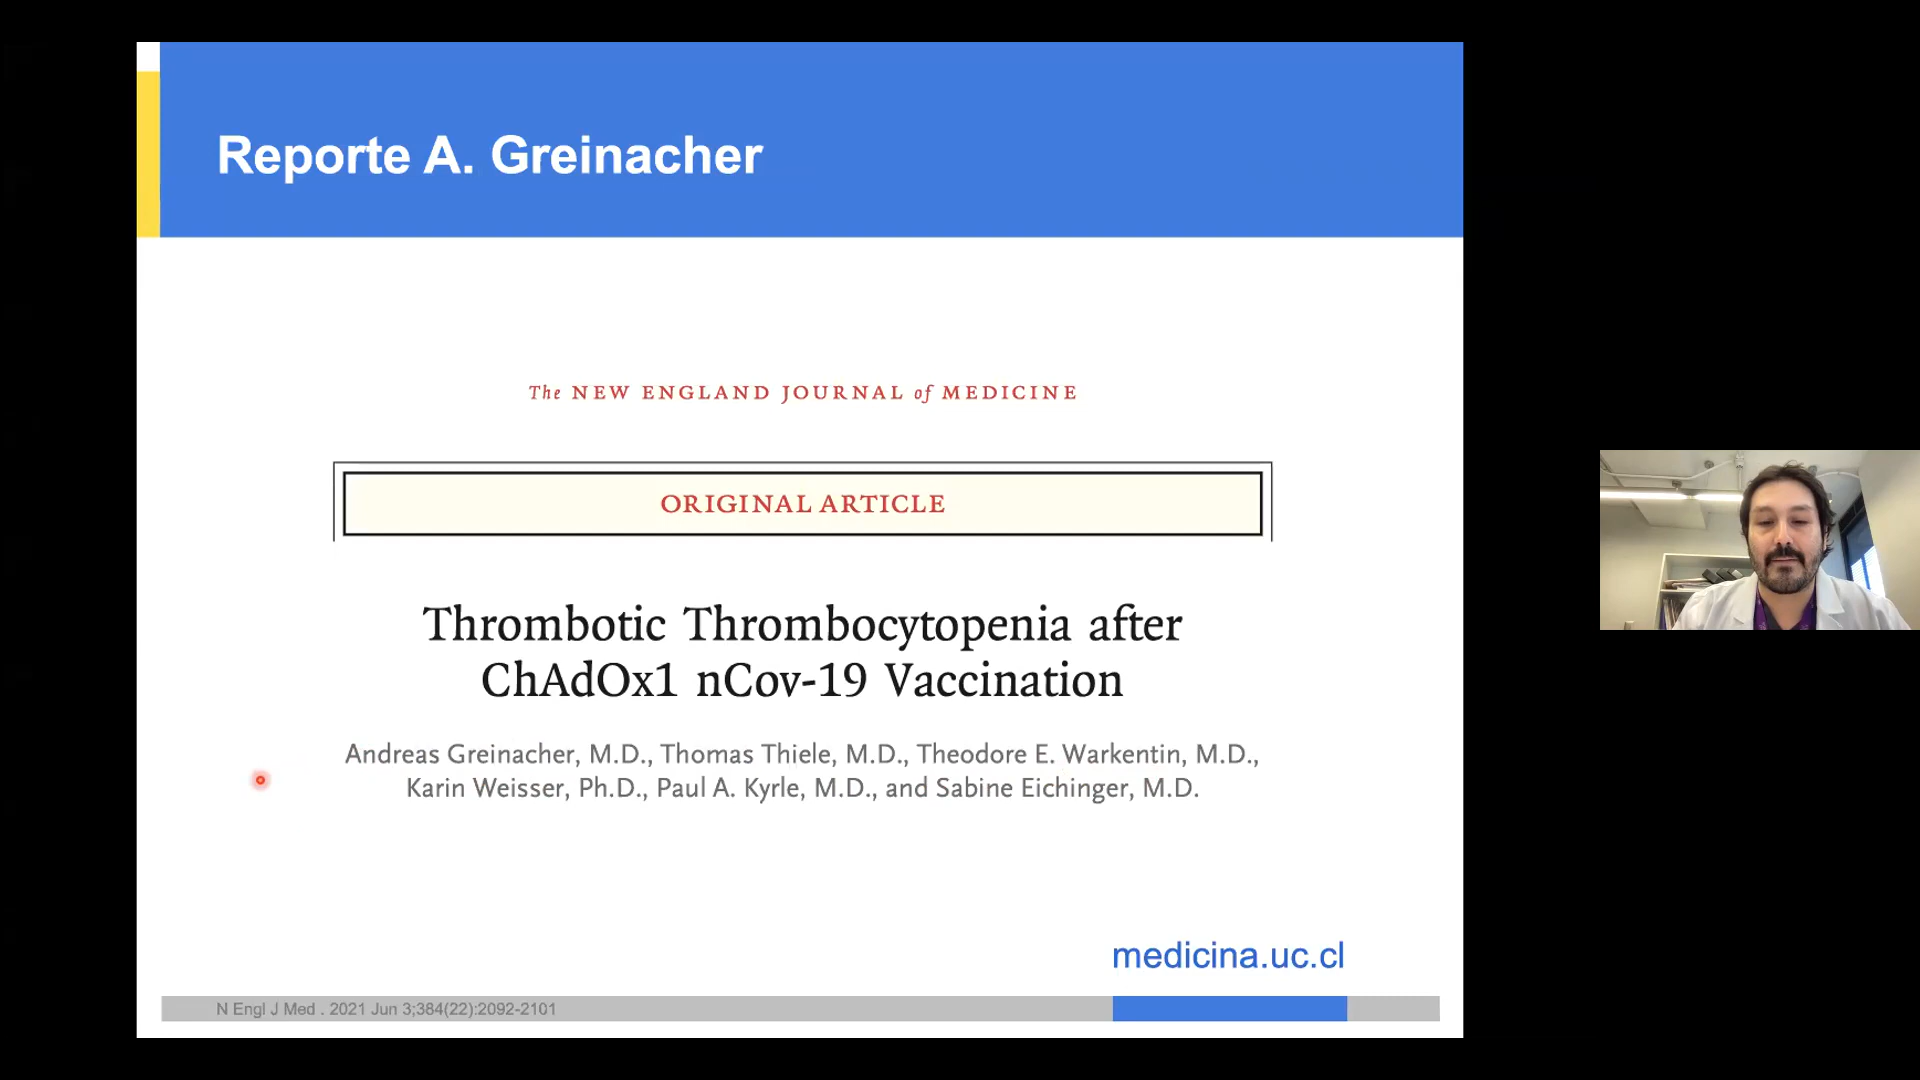 Reporte A. Greinacher
The NEW ENGLAND JOURNAL of MEDICINE
ORIGINAL ARTICLE
Thrombotic Thrombocytopenia after
ChAdOx1 nCov-19 Vaccination
Andreas Greinacher, M.D., Thomas Thiele, M.D., Theodore E. Warkentin, M.D.,
Karin Weisser, Ph.D., Paul A. Kyrle, M.D., and Sabine Eichinger, M.D.
medicina.uc.cl
N Engl J Med . 2021 Jun 3;384(22):2092-2101